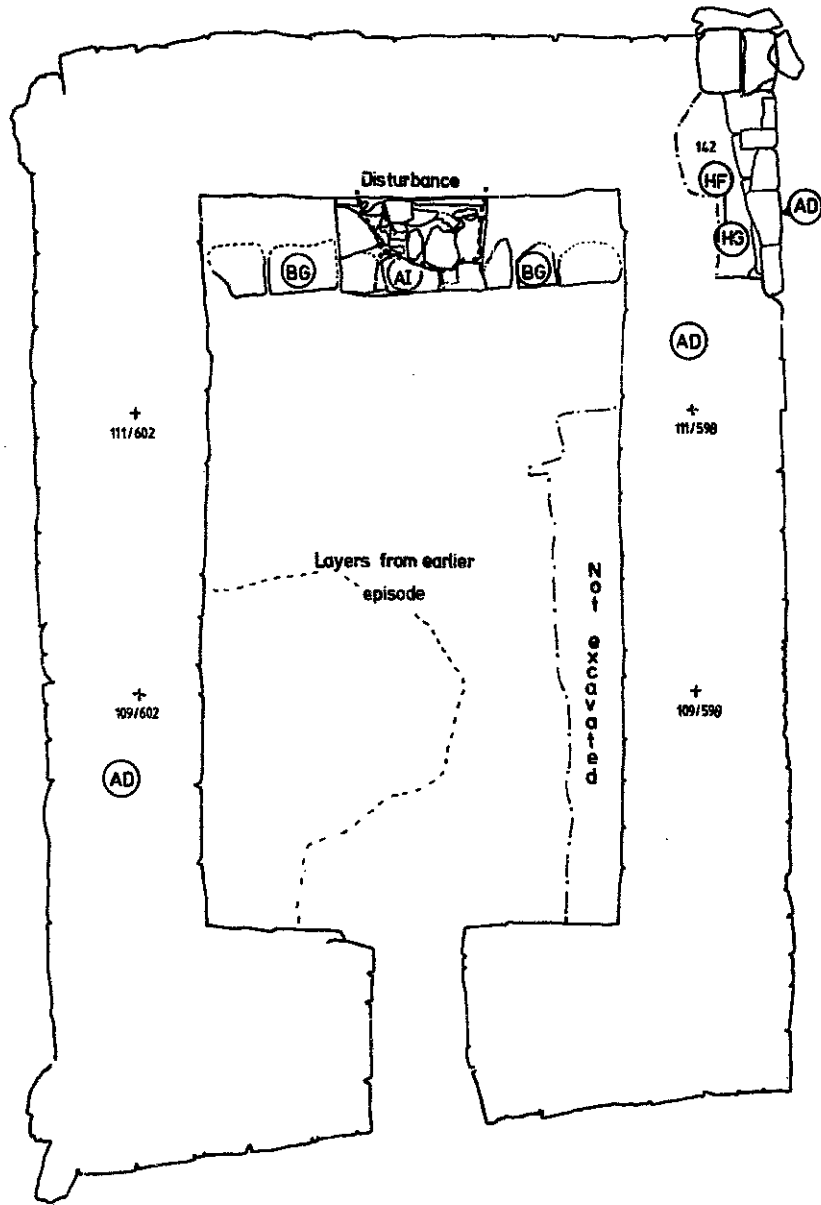 142
Disturbance
HF
AD
HG
BG
AI
BG
AD
+
111/602
+
111/598
Layers from earlier
episode
Not excavated
+
109/602
+
109/598
AD